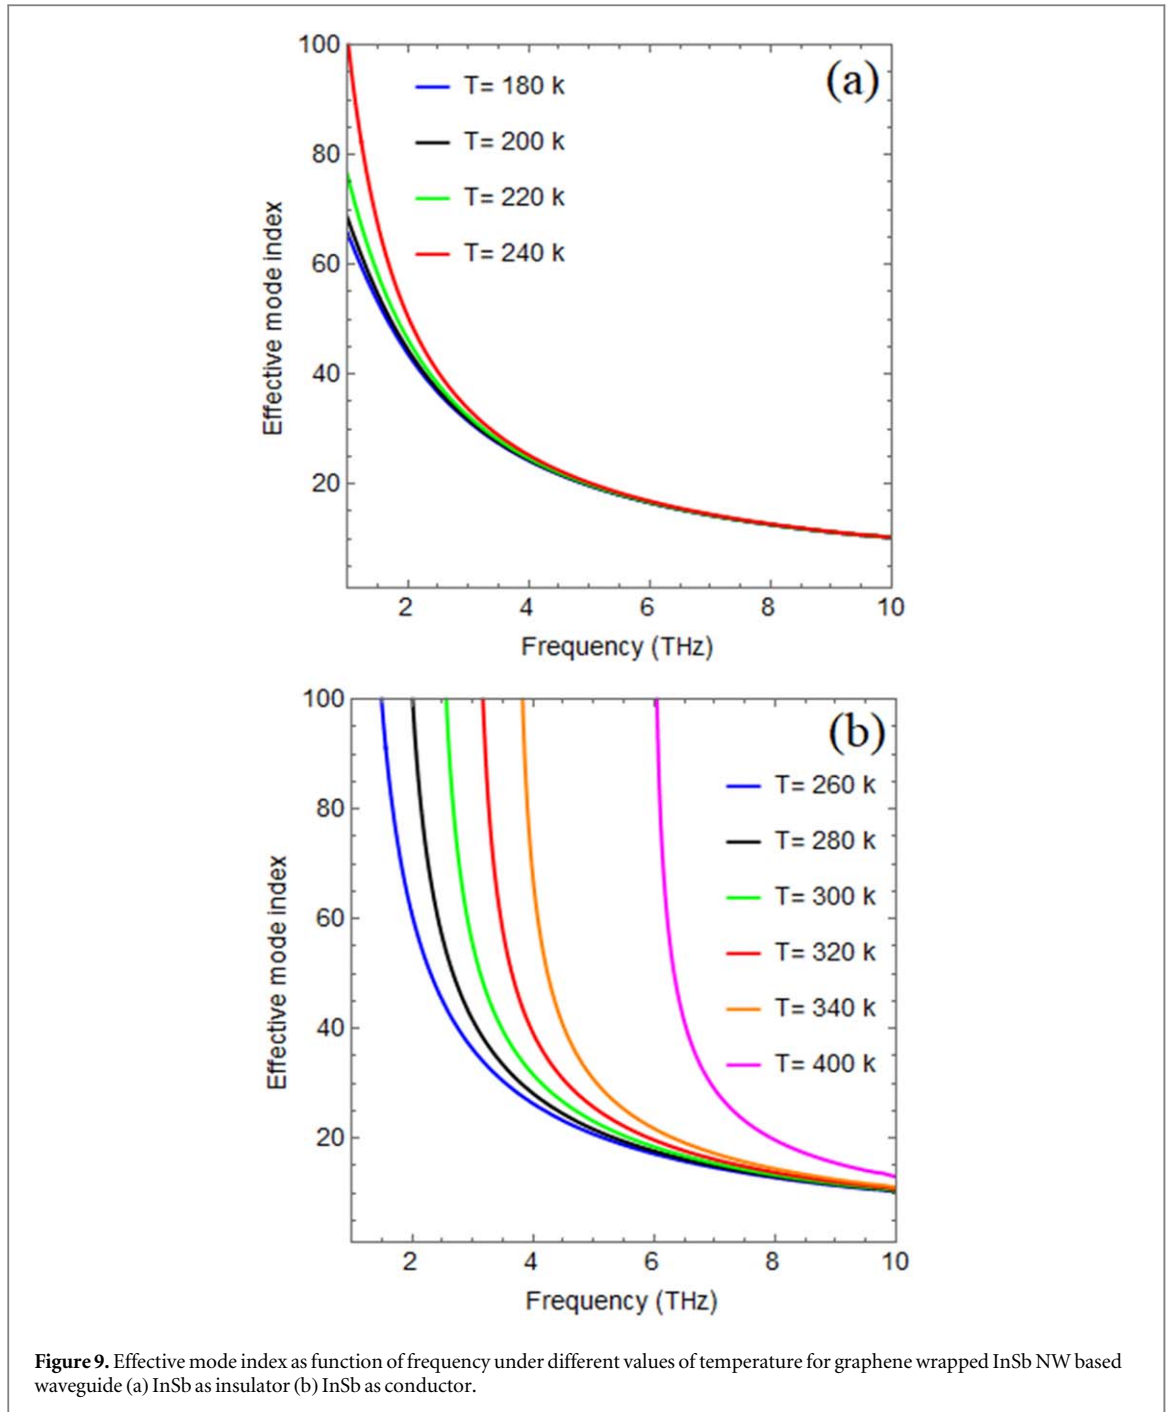 100
(a)
T= 180 k
80
T= 200 k
T= 220 k
60
T= 240 k
Effective mode index
40
20
2 4 6 8 10
Frequency (THz)
100
(b)
T= 260 k
80
T= 280 k
T= 300 k
60
T= 320 k
Effective mode index
T= 340 k
40
T= 400 k
20
2 4 6 8 10
Frequency (THz)
Figure 9. Effective mode index as function of frequency under different values of temperature for graphene wrapped InSb NW based
waveguide (a) InSb as insulator (b) InSb as conductor.